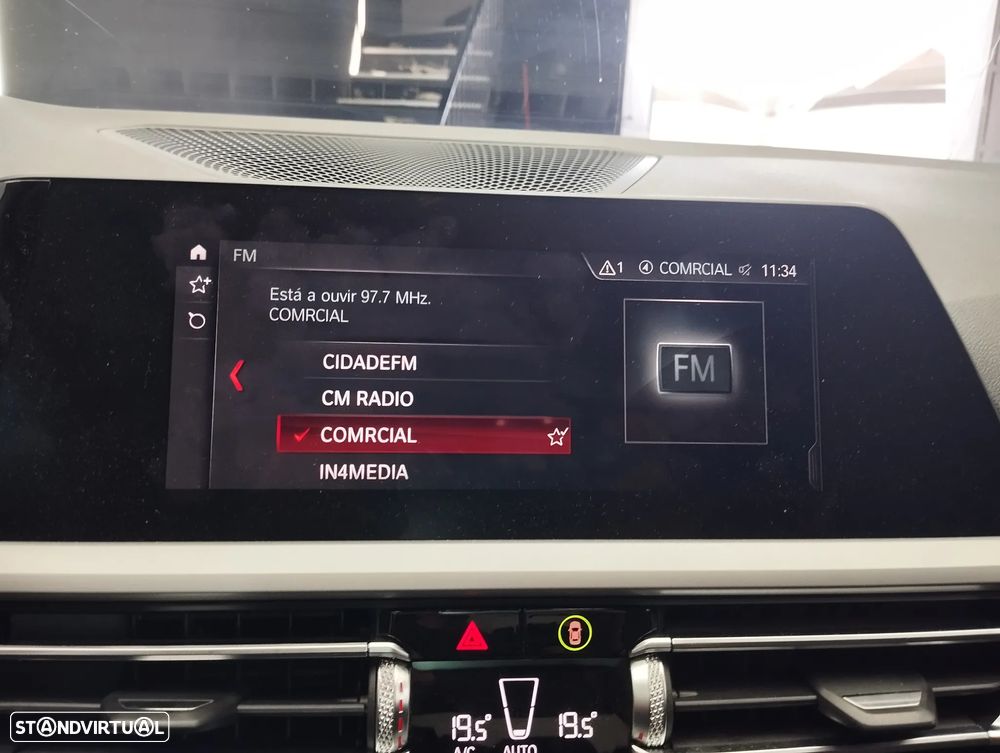 FM
1 COMRCIAL 11:34
Está a ouvir 97.7 MHz.
COMRCIAL
CIDADEFM
CM RADIO
COMRCIAL
IN4MEDIA
FM
19.5° 19.5°
A/C AUTO
STANDVIRTUAL